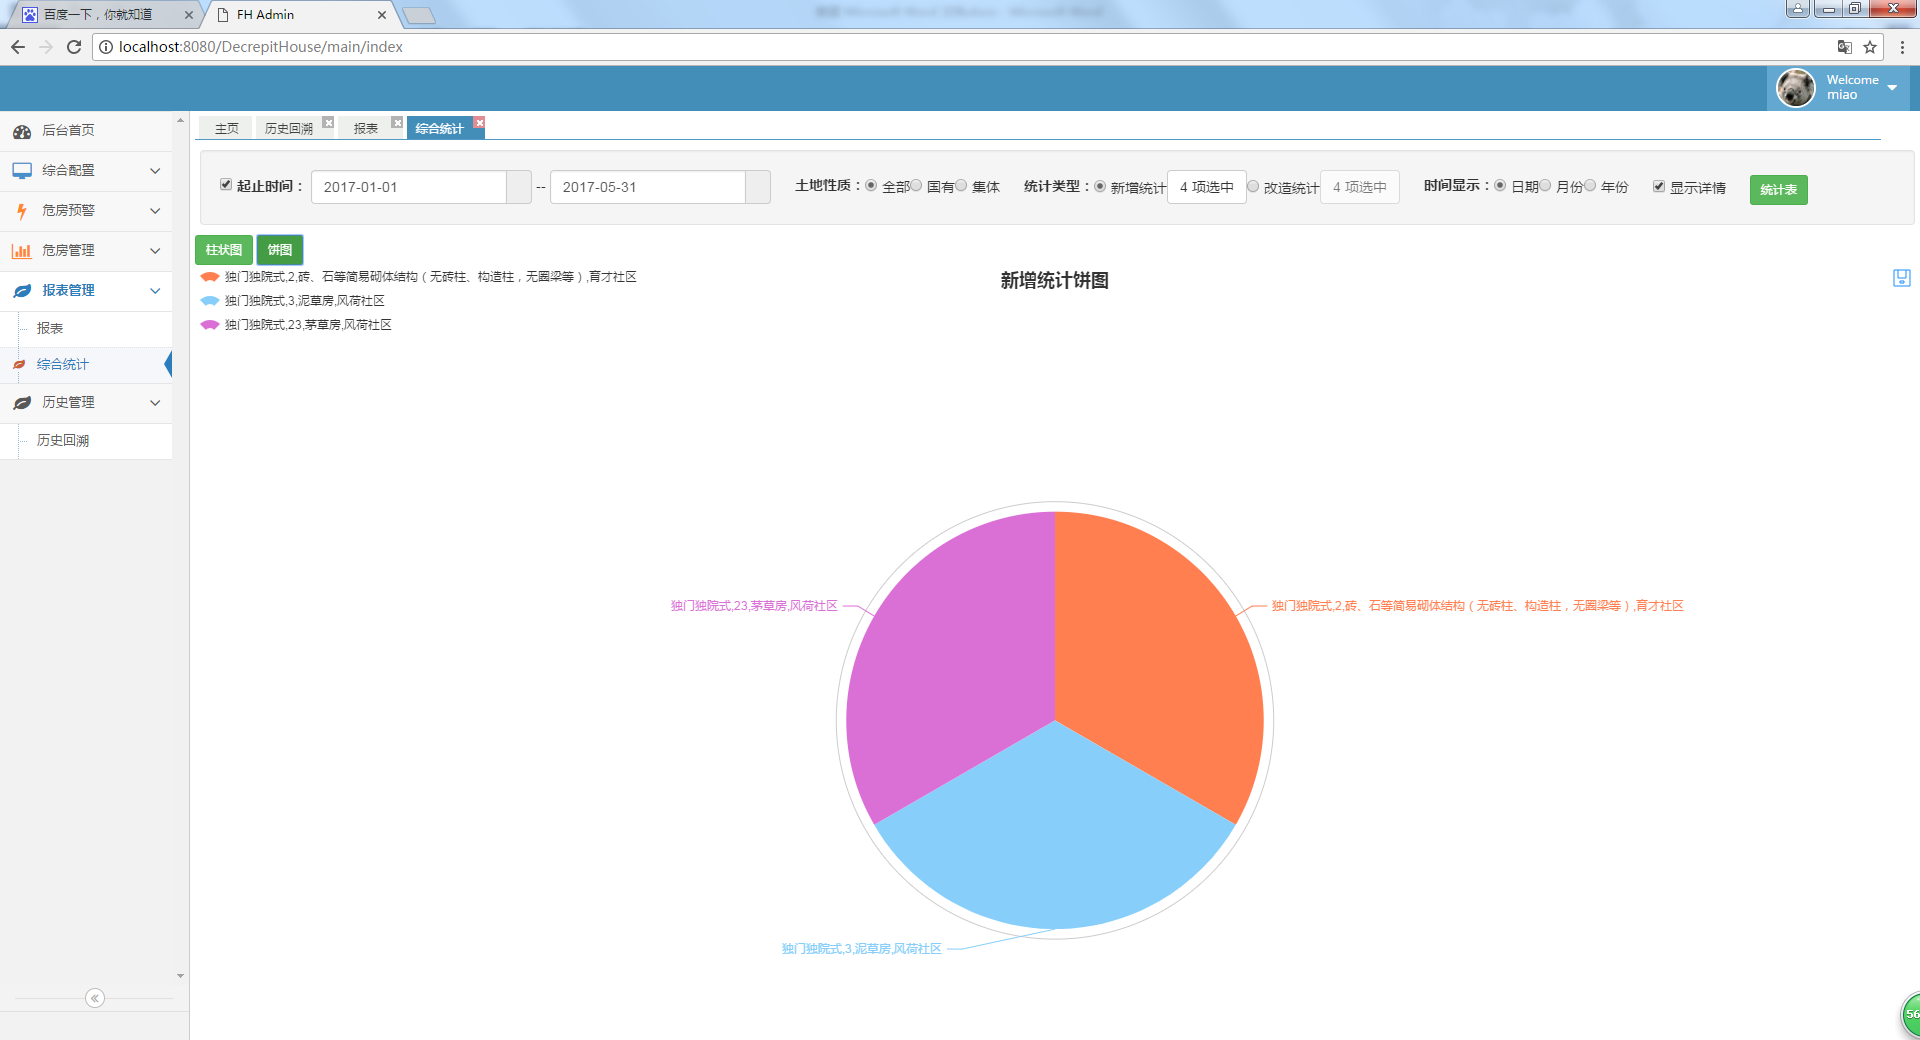 百度一下，你就知道
FH Admin
localhost:8080/DecrepitHouse/main/index
Welcome
miao
后台首页
综合配置
危房预警
危房管理
报表管理
报表
综合统计
历史管理
历史回溯
主页 历史回溯 报表 综合统计
起止时间： 2017-01-01 -- 2017-05-31 土地性质： 全部 国有 集体 统计类型： 新增统计 4 项选中 改造统计 4 项选中 时间显示： 日期 月份 年份 显示详情 统计表
柱状图 饼图
新增统计饼图
独门独院式,2,砖、石等简易砌体结构（无砖柱、构造柱，无圈梁等）,育才社区
独门独院式,3,泥草房,风荷社区
独门独院式,23,茅草房,风荷社区
独门独院式,23,茅草房,风荷社区
独门独院式,2,砖、石等简易砌体结构（无砖柱、构造柱，无圈梁等）,育才社区
独门独院式,3,泥草房,风荷社区
56